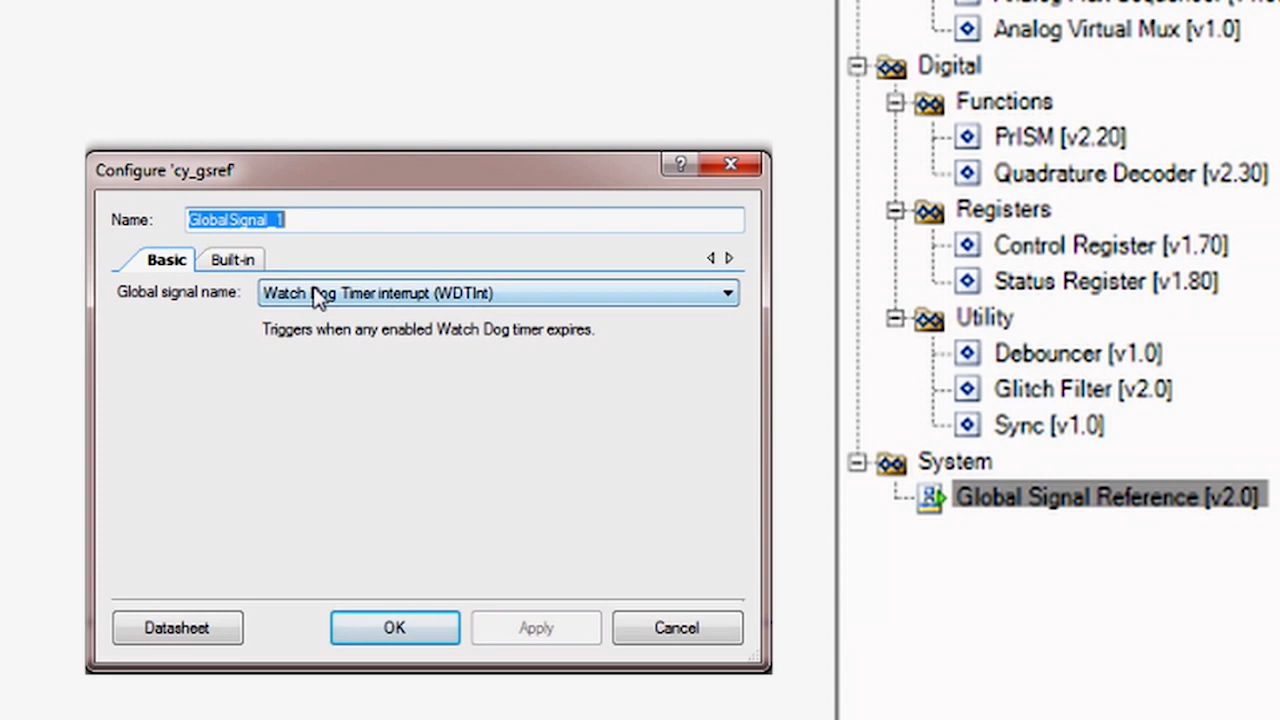 Configure 'cy_gsref'
?
Name: GlobalSignal_1
Basic Built-in
Global signal name: Watch Dog Timer interrupt (WDTInt)
Triggers when any enabled Watch Dog timer expires.
Datasheet OK Apply Cancel
Analog Virtual Mux [v1.0]
Digital
Functions
PrISM [v2.20]
Quadrature Decoder [v2.30]
Registers
Control Register [v1.70]
Status Register [v1.80]
Utility
Debouncer [v1.0]
Glitch Filter [v2.0]
Sync [v1.0]
System
Global Signal Reference [v2.0]